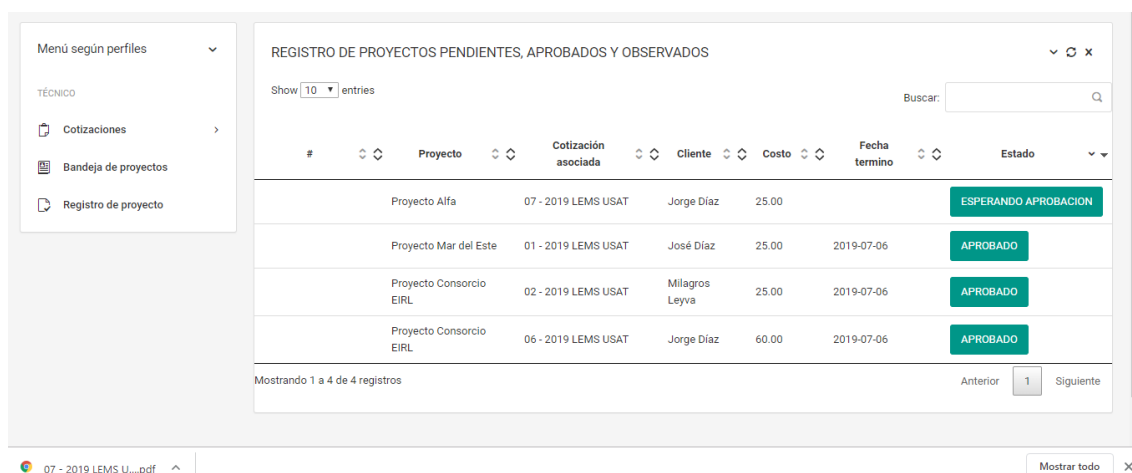 Menú según perfiles
TÉCNICO
Cotizaciones
Bandeja de proyectos
Registro de proyecto
REGISTRO DE PROYECTOS PENDIENTES, APROBADOS Y OBSERVADOS
Show 10 entries
Buscar:
# Proyecto Cotización asociada Cliente Costo Fecha termino Estado
Proyecto Alfa 07 - 2019 LEMS USAT Jorge Díaz 25.00 ESPERANDO APROBACION
Proyecto Mar del Este 01 - 2019 LEMS USAT José Díaz 25.00 2019-07-06 APROBADO
Proyecto Consorcio EIRL 02 - 2019 LEMS USAT Milagros Leyva 25.00 2019-07-06 APROBADO
Proyecto Consorcio EIRL 06 - 2019 LEMS USAT Jorge Díaz 60.00 2019-07-06 APROBADO
Mostrando 1 a 4 de 4 registros
Anterior 1 Siguiente
07 - 2019 LEMS U....pdf
Mostrar todo